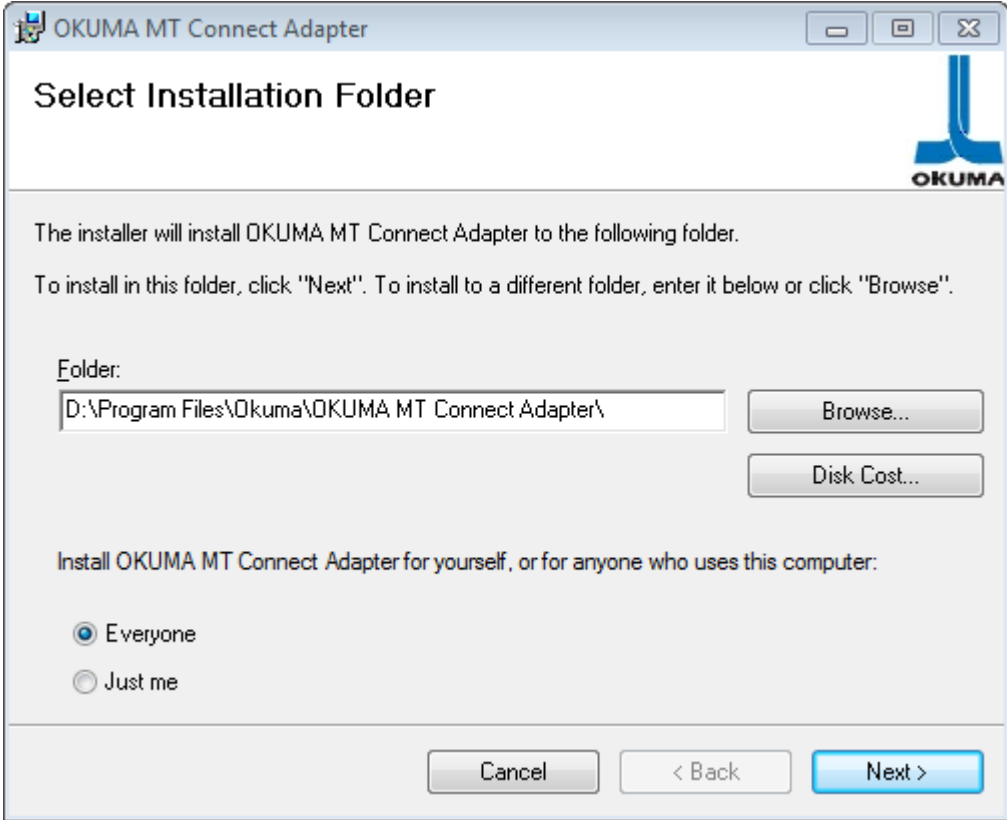 OKUMA MT Connect Adapter
Select Installation Folder
OKUMA
The installer will install OKUMA MT Connect Adapter to the following folder.
To install in this folder, click "Next". To install to a different folder, enter it below or click "Browse".
Folder:
D:\Program Files\Okuma\OKUMA MT Connect Adapter\
Browse...
Disk Cost...
Install OKUMA MT Connect Adapter for yourself, or for anyone who uses this computer:
Everyone
Just me
Cancel
< Back
Next >